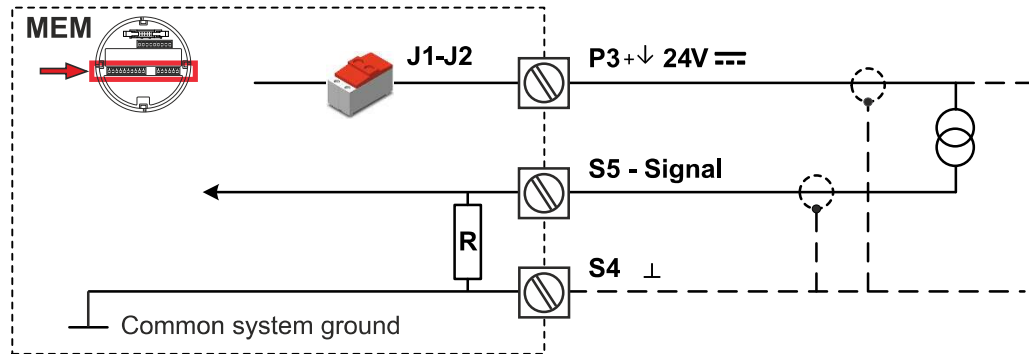 MEM
J1-J2
P3+↓ 24V ⎓
S5 - Signal
R
S4 ⊥
Common system ground